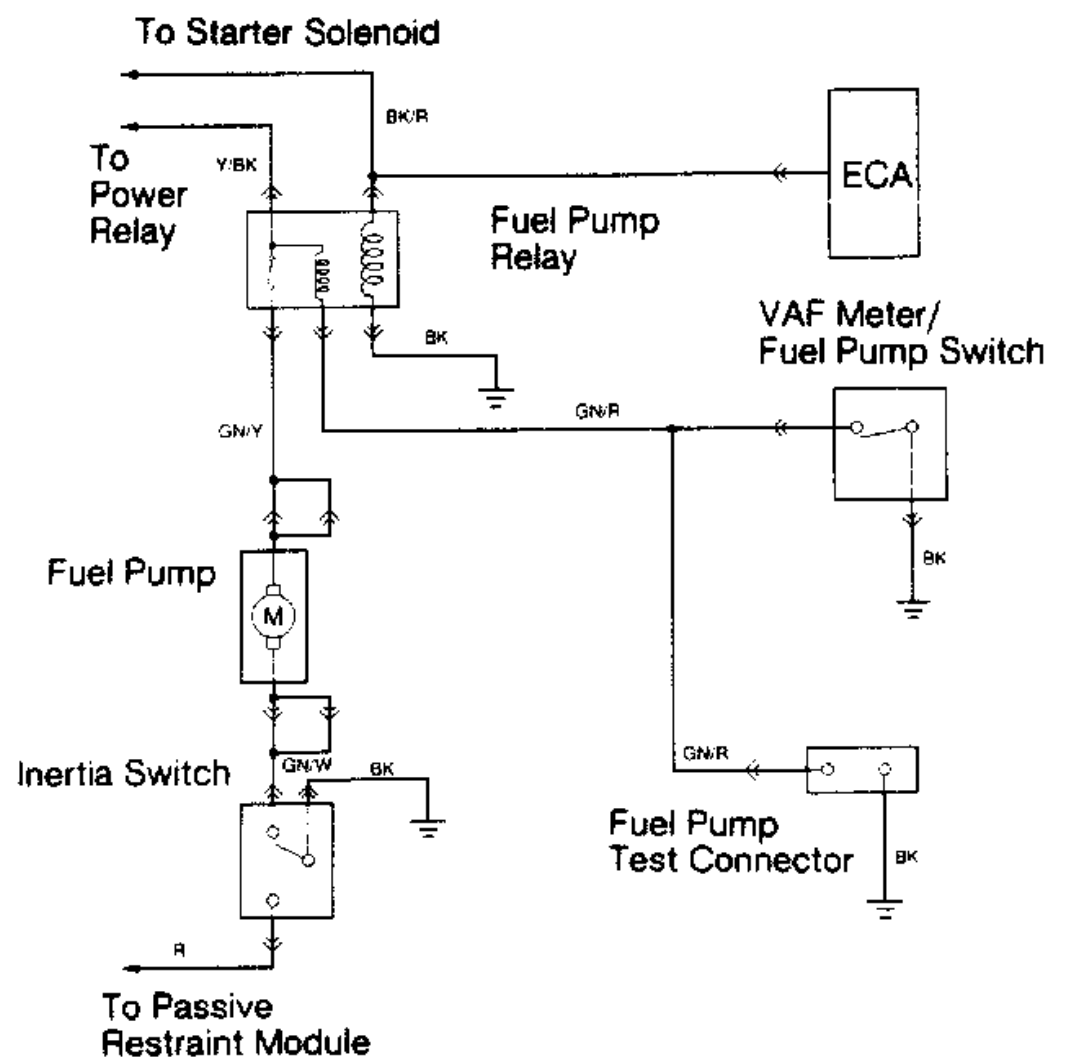 To Starter Solenoid
BK/R
To
Power
Relay
Y/BK
ECA
Fuel Pump
Relay
VAF Meter/
Fuel Pump Switch
BK
GN/R
GN/Y
BK
Fuel Pump
M
Inertia Switch
GN/W
BK
GN/R
Fuel Pump
Test Connector
BK
R
To Passive
Restraint Module